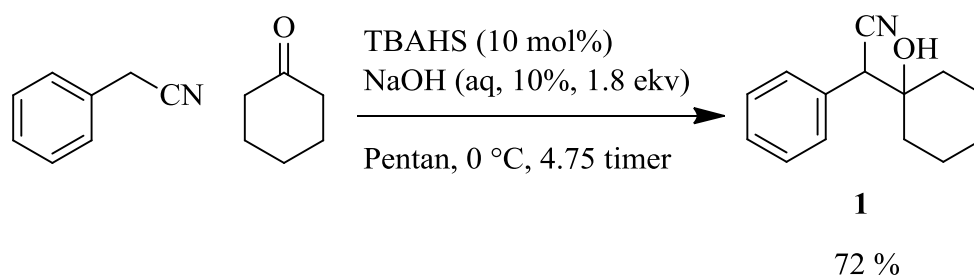 O
CN
TBAHS (10 mol%)
NaOH (aq, 10%, 1.8 ekv)
Pentan, 0 °C, 4.75 timer
CN
OH
1
72 %